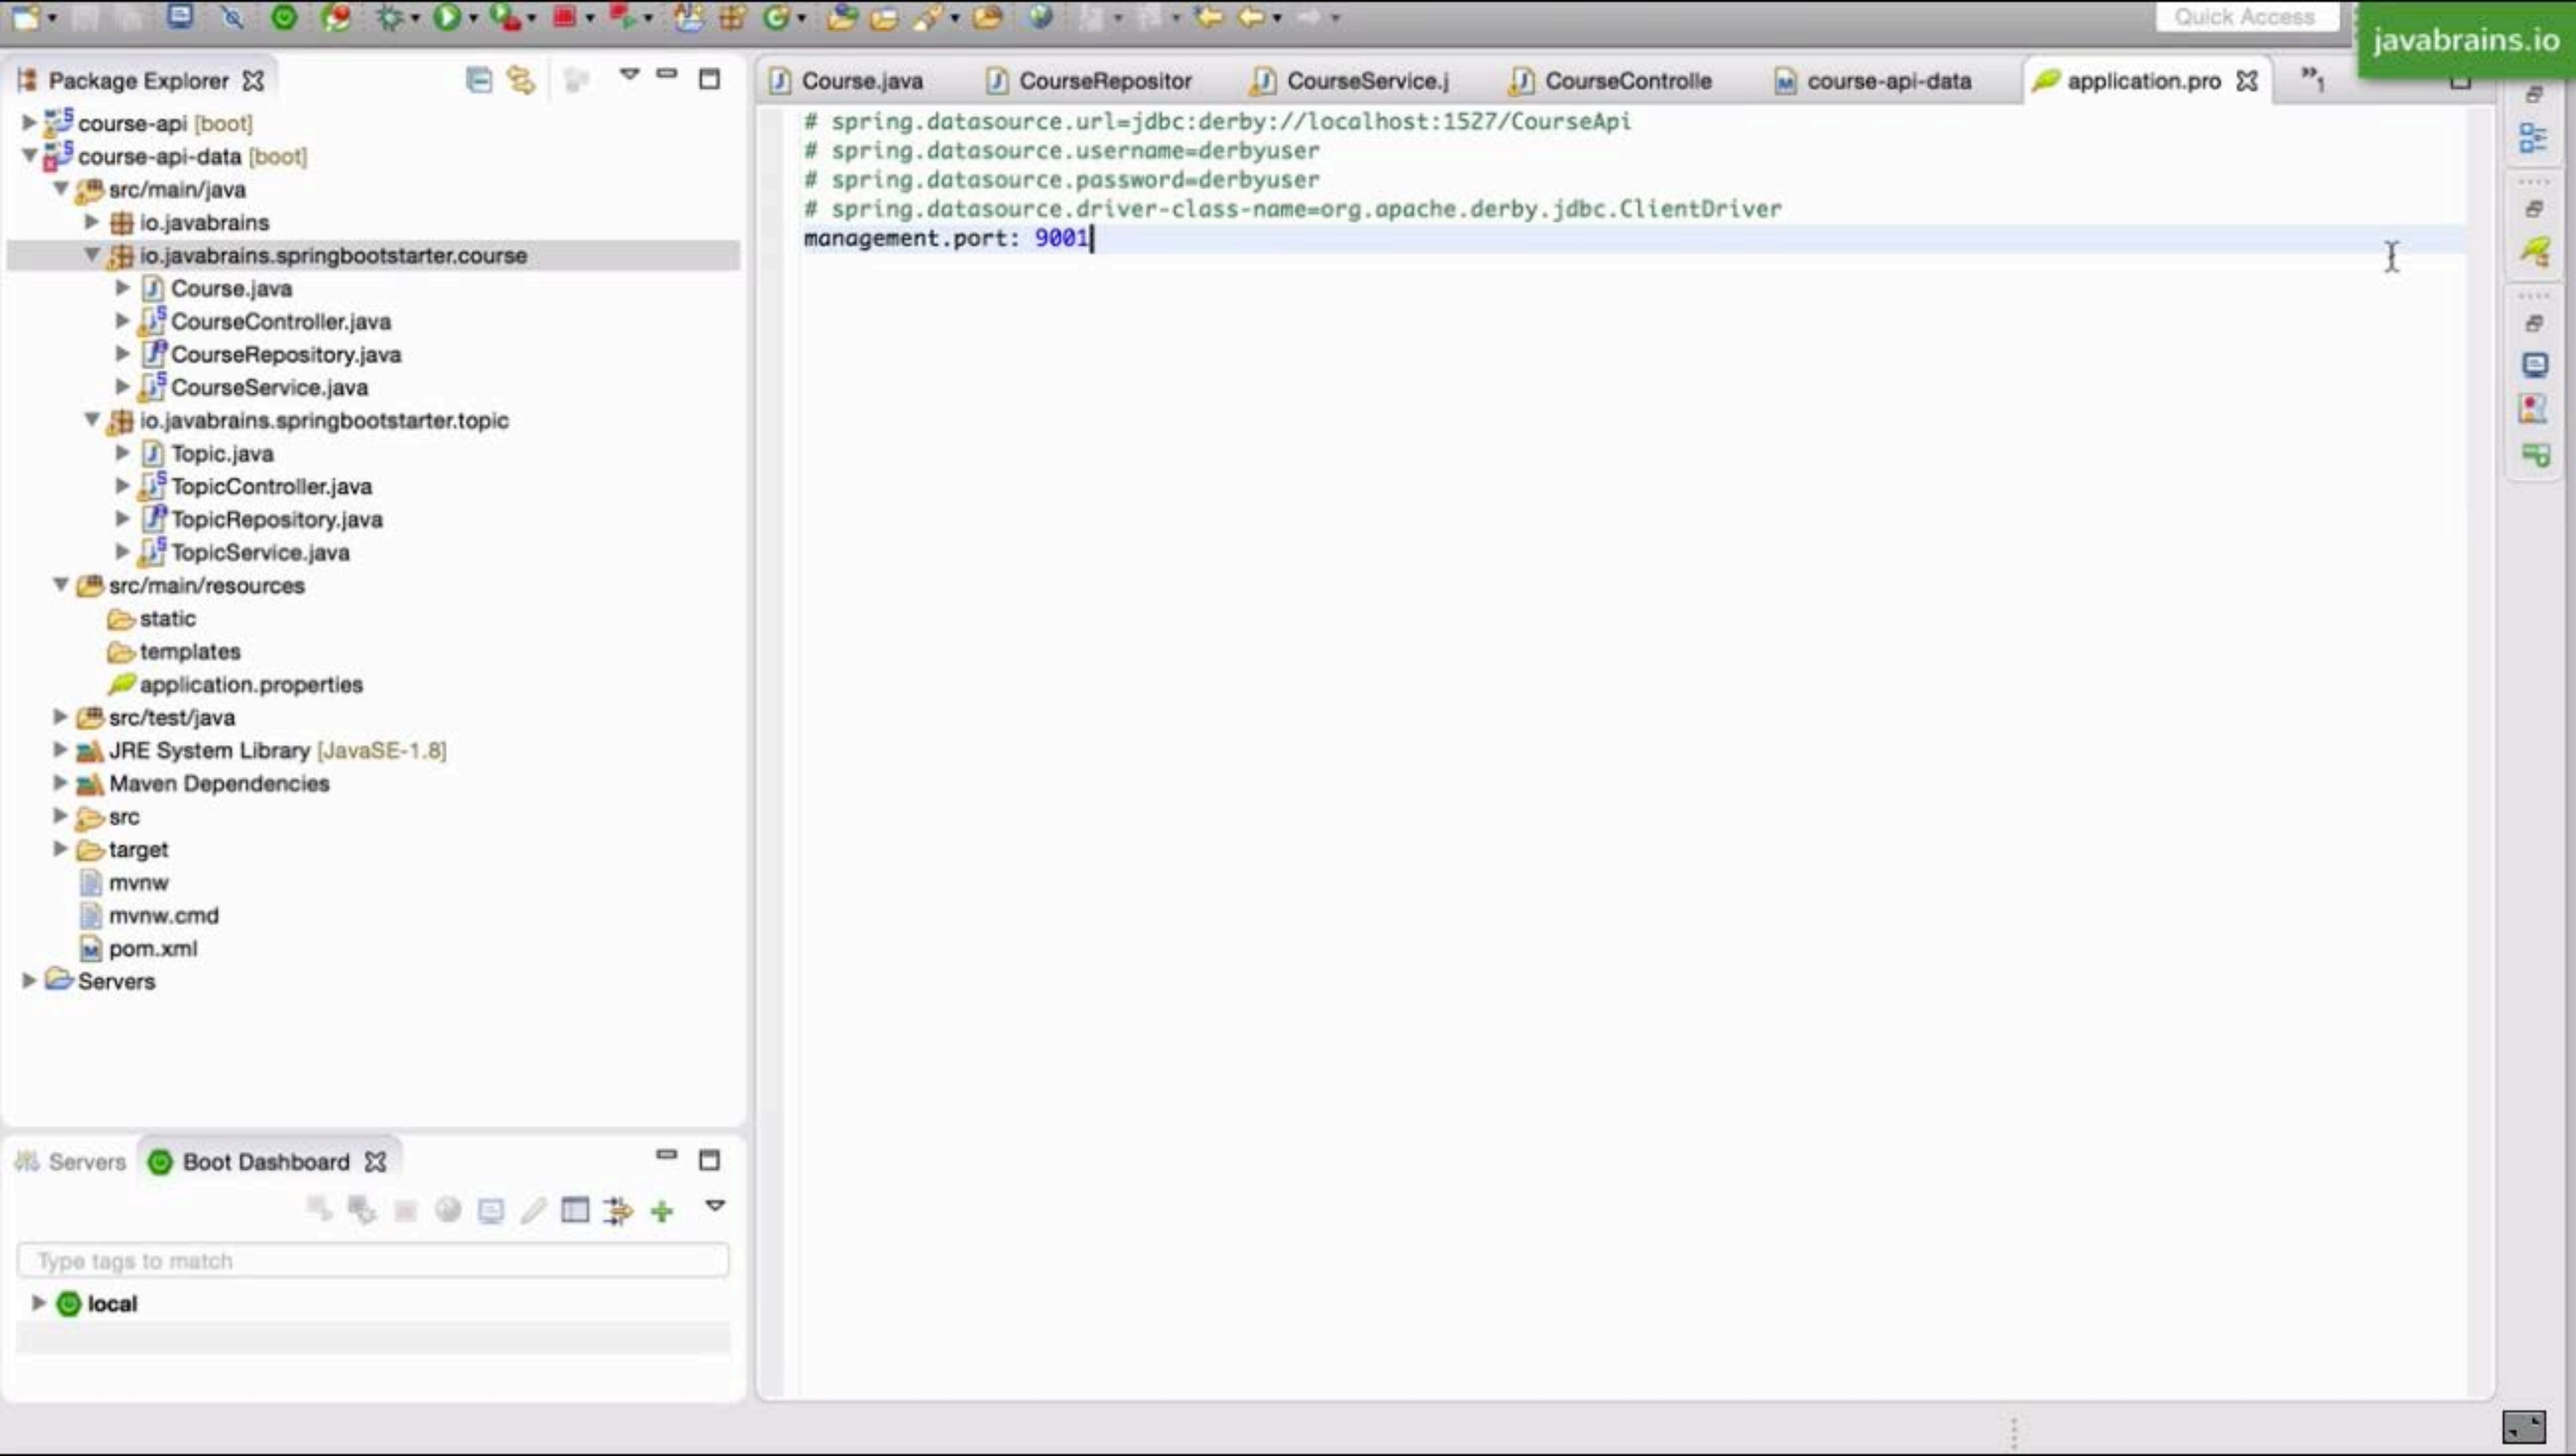 Quick Access
javabrains.io
Package Explorer
Course.java
CourseRepositor
CourseService.j
CourseControlle
course-api-data
application.pro
»1
course-api [boot]
course-api-data [boot]
src/main/java
io.javabrains
io.javabrains.springbootstarter.course
Course.java
CourseController.java
CourseRepository.java
CourseService.java
io.javabrains.springbootstarter.topic
Topic.java
TopicController.java
TopicRepository.java
TopicService.java
src/main/resources
static
templates
application.properties
src/test/java
JRE System Library [JavaSE-1.8]
Maven Dependencies
src
target
mvnw
mvnw.cmd
pom.xml
Servers
# spring.datasource.url=jdbc:derby://localhost:1527/CourseApi
# spring.datasource.username=derbyuser
# spring.datasource.password=derbyuser
# spring.datasource.driver-class-name=org.apache.derby.jdbc.ClientDriver
management.port: 9001
Servers
Boot Dashboard
Type tags to match
local